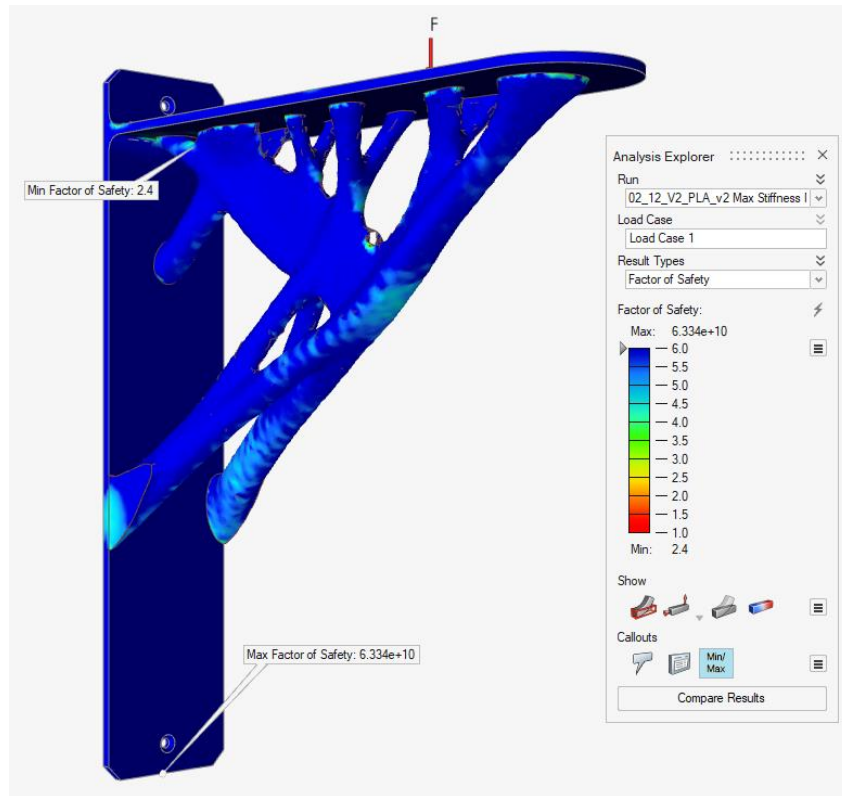 F
Min Factor of Safety: 2.4
Max Factor of Safety: 6.334e+10
Analysis Explorer
Run
02_12_V2_PLA_v2 Max Stiffness
Load Case
Load Case 1
Result Types
Factor of Safety
Factor of Safety:
Max: 6.334e+10
6.0
5.5
5.0
4.5
4.0
3.5
3.0
2.5
2.0
1.5
1.0
Min: 2.4
Show
Callouts
Min/
Max
Compare Results